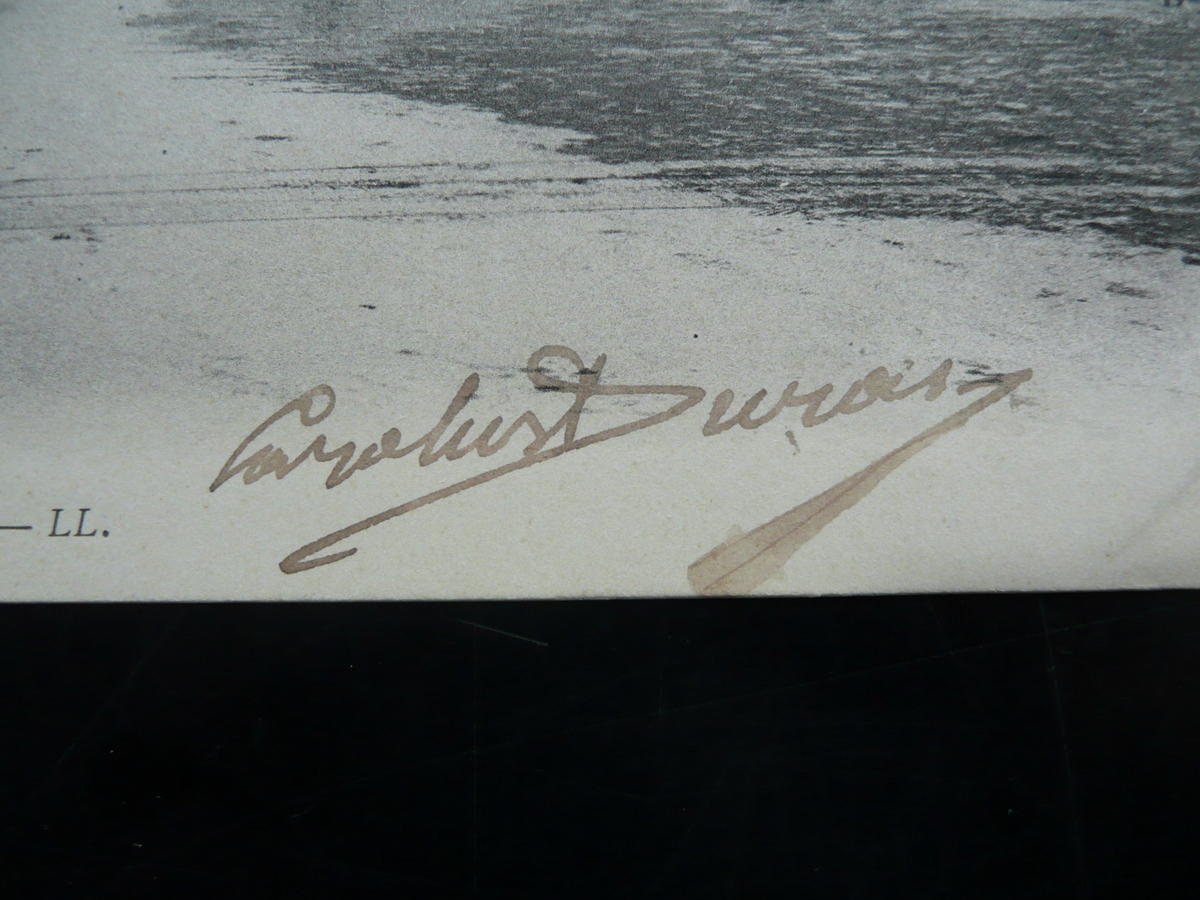 Carolus Duran
— LL.